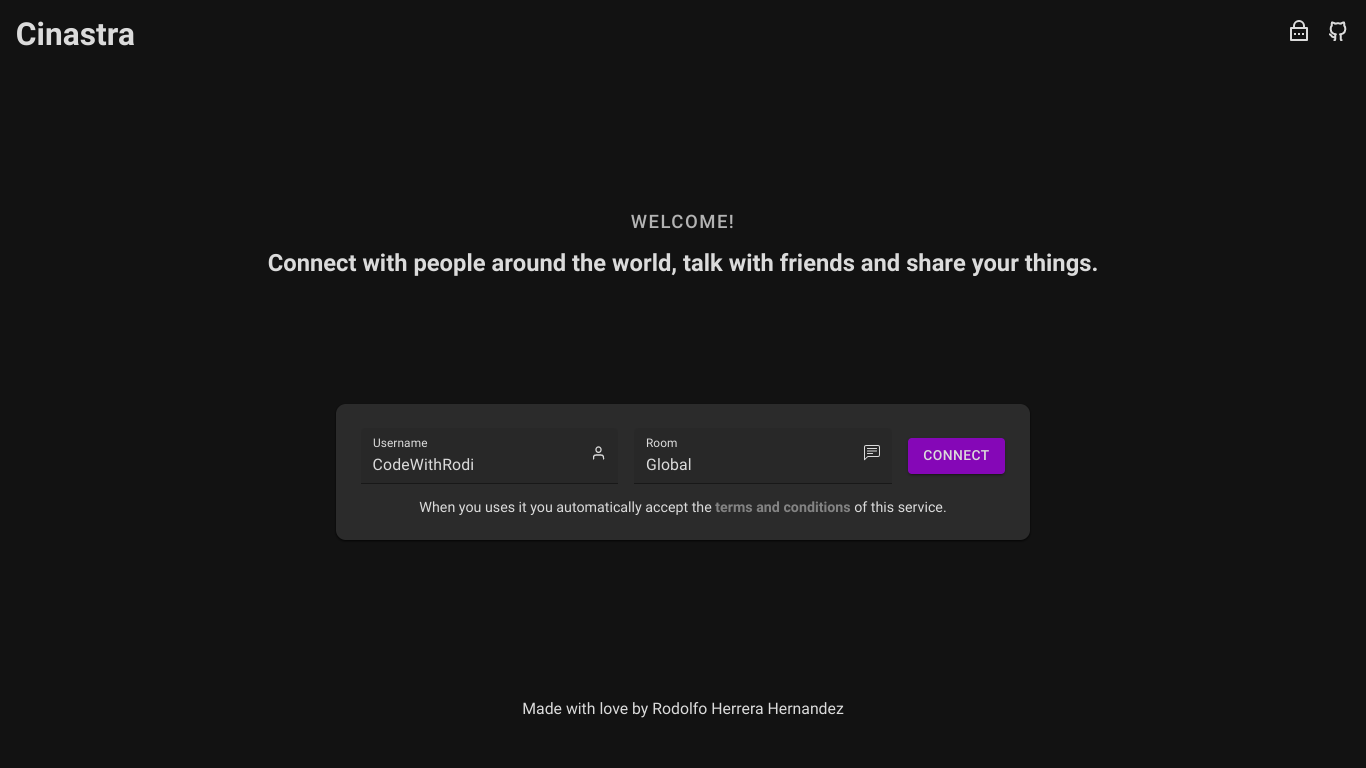 Cinastra
WELCOME!
Connect with people around the world, talk with friends and share your things.
Username
CodeWithRodi
Room
Global
CONNECT
When you uses it you automatically accept the terms and conditions of this service.
Made with love by Rodolfo Herrera Hernandez